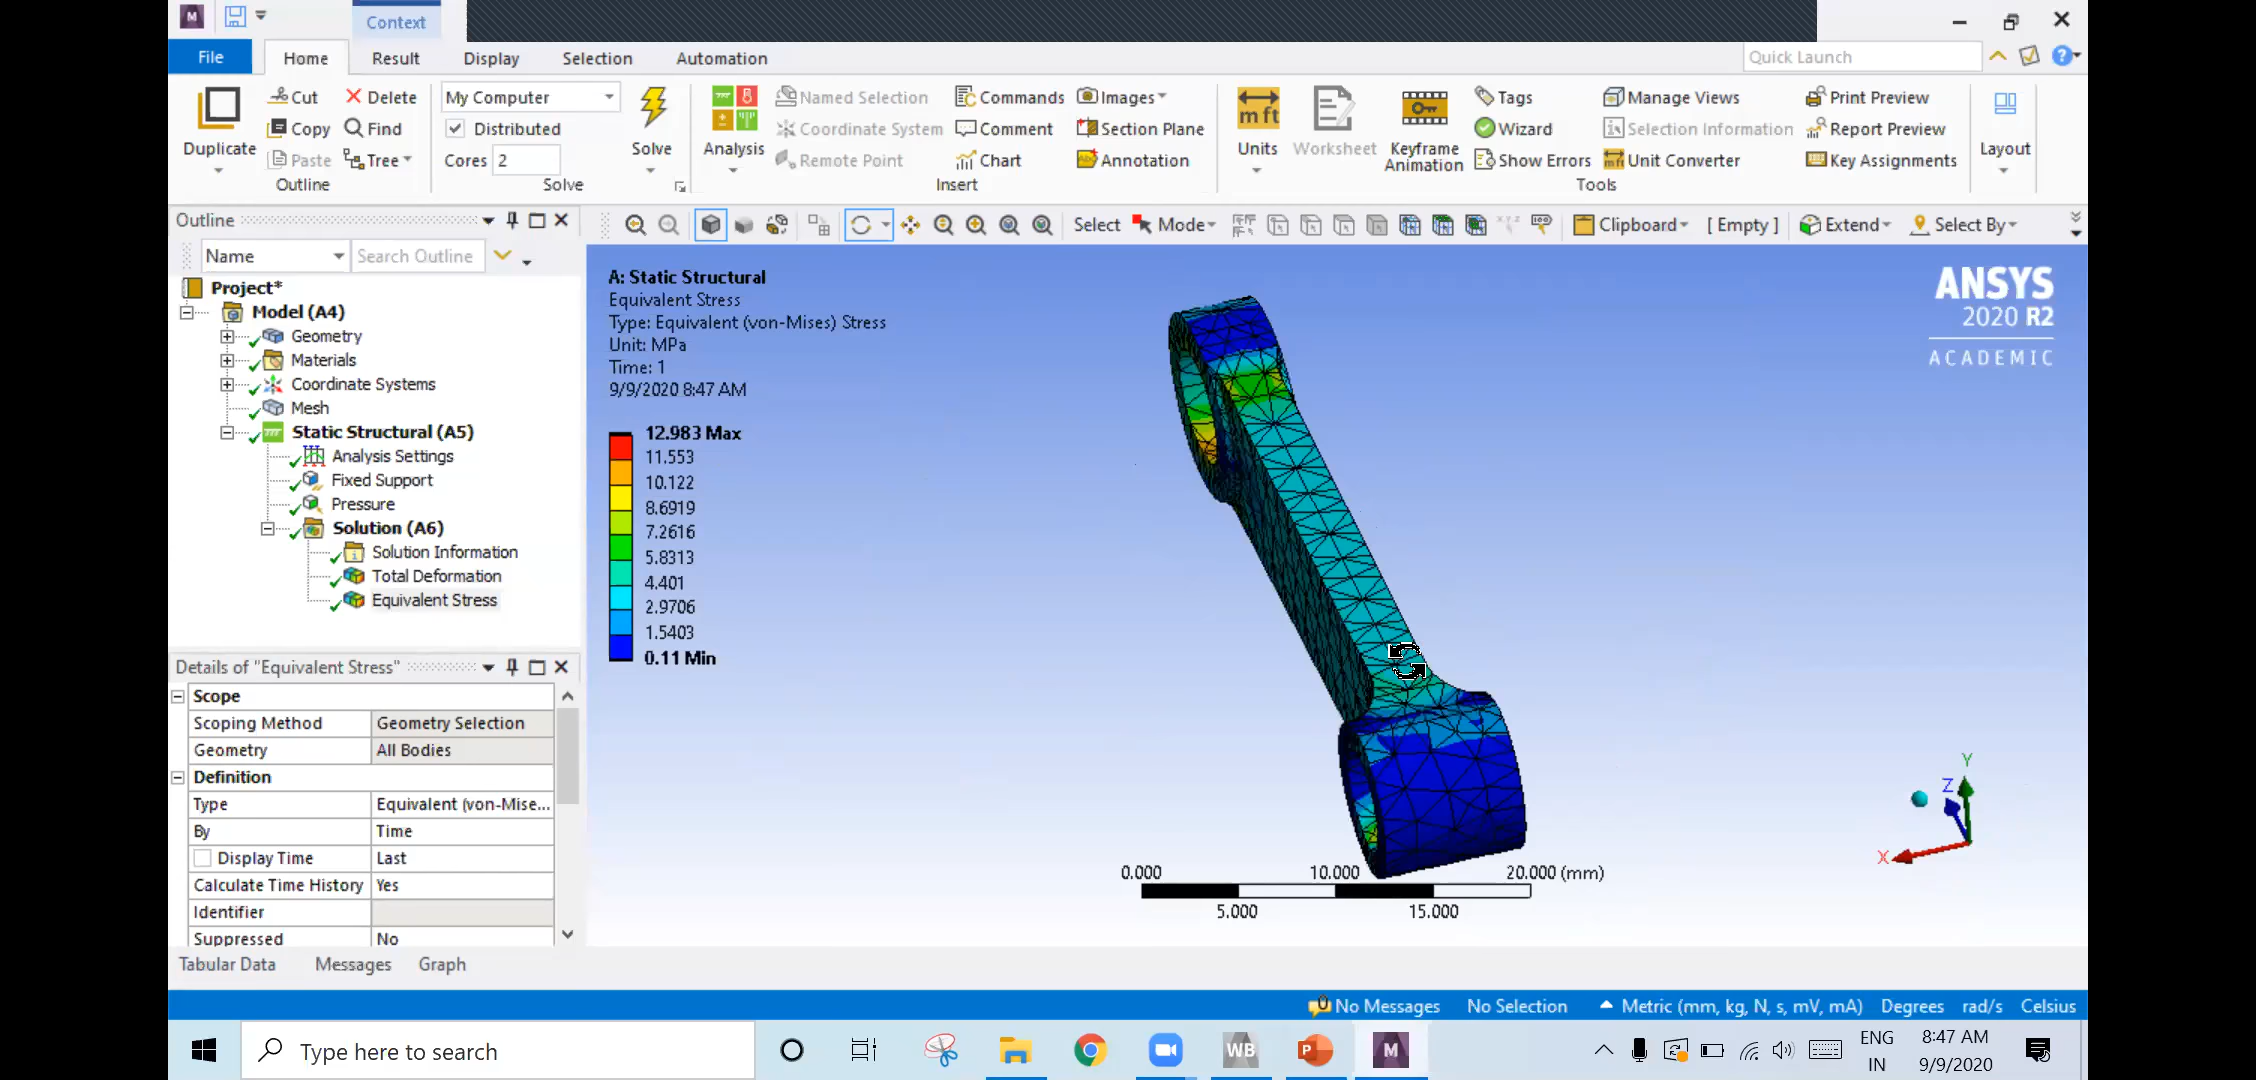 M
Context
File Home Result Display Selection Automation
Quick Launch
Duplicate
Cut
Copy
Paste
Delete
Find
Tree
Outline
My Computer
Distributed
Cores 2
Solve
Solve
Analysis
Named Selection
Coordinate System
Remote Point
Commands
Comment
Chart
Images
Section Plane
Annotation
Insert
Units
Worksheet
Keyframe
Animation
Tags
Wizard
Show Errors
Manage Views
Selection Information
Unit Converter
Print Preview
Report Preview
Key Assignments
Tools
Layout
Outline
Select Mode Clipboard [ Empty ] Extend Select By
Name Search Outline
Project*
Model (A4)
Geometry
Materials
Coordinate Systems
Mesh
Static Structural (A5)
Analysis Settings
Fixed Support
Pressure
Solution (A6)
Solution Information
Total Deformation
Equivalent Stress
Details of "Equivalent Stress"
Scope
Scoping Method Geometry Selection
Geometry All Bodies
Definition
Type Equivalent (von-Mise...
By Time
Display Time Last
Calculate Time History Yes
Identifier
Suppressed No
Tabular Data Messages Graph
A: Static Structural
Equivalent Stress
Type: Equivalent (von-Mises) Stress
Unit: MPa
Time: 1
9/9/2020 8:47 AM
12.983 Max
11.553
10.122
8.6919
7.2616
5.8313
4.401
2.9706
1.5403
0.11 Min
ANSYS
2020 R2
ACADEMIC
Y
Z
X
0.000 10.000 20.000 (mm)
5.000 15.000
No Messages No Selection Metric (mm, kg, N, s, mV, mA) Degrees rad/s Celsius
Type here to search
WB
P
M
ENG
IN
8:47 AM
9/9/2020